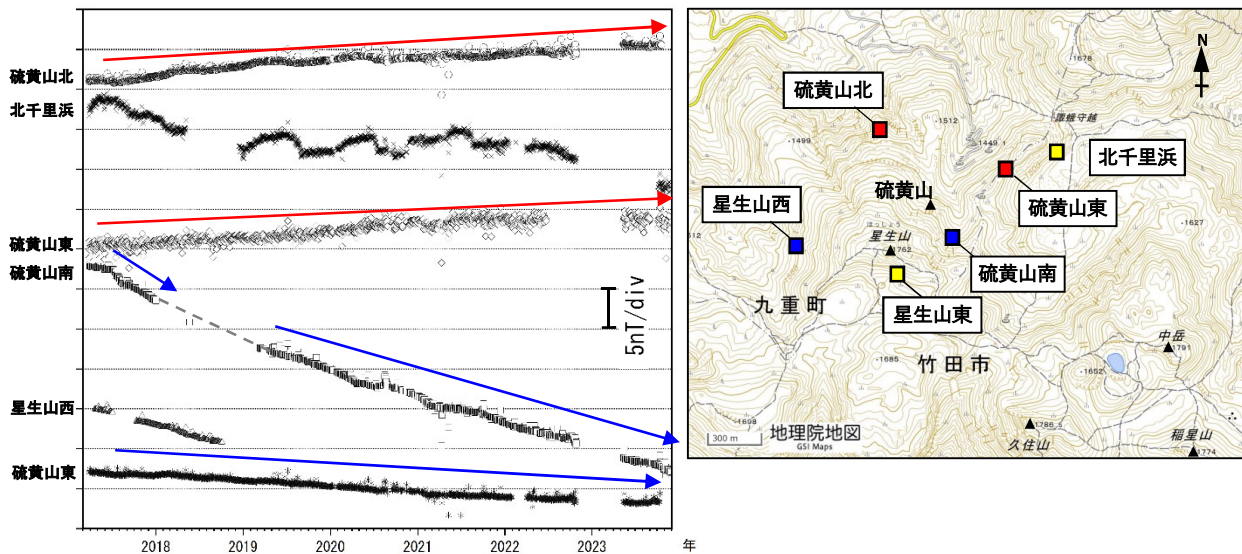 硫黄山北
北千里浜
硫黄山東
硫黄山南
星生山西
硫黄山東
5nT/div
2018
2019
2020
2021
2022
2023
年
N
硫黄山北
北千里浜
硫黄山東
硫黄山
星生山西
硫黄山南
星生山東
星生山
1762
九重町
竹田市
中岳
1791
久住山
1786.5
稲星山
1774
諏蛾守越
1678
1512
1499
1449.1
1627
1685
1652
1698
512
300 m
地理院地図
GSI Maps